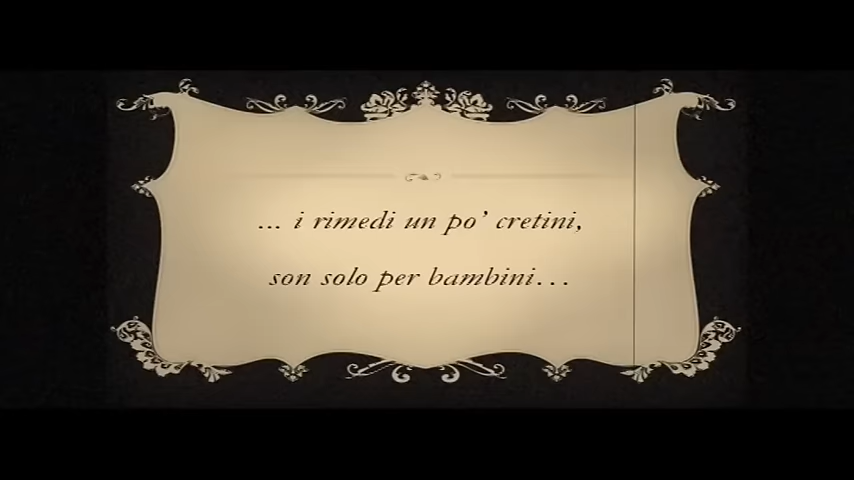 ... i rimedi un po’ cretini,
son solo per bambini...